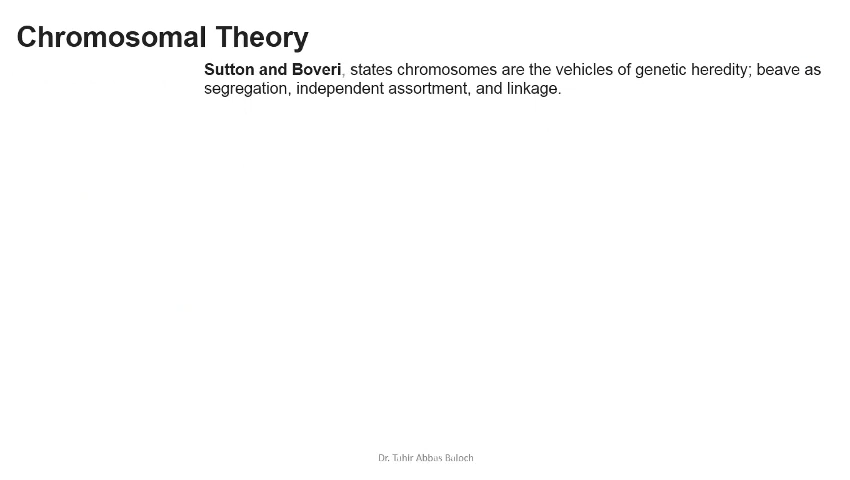 Chromosomal Theory
Sutton and Boveri, states chromosomes are the vehicles of genetic heredity; beave as
segregation, independent assortment, and linkage.
Dr. Tahir Abbas Baloch